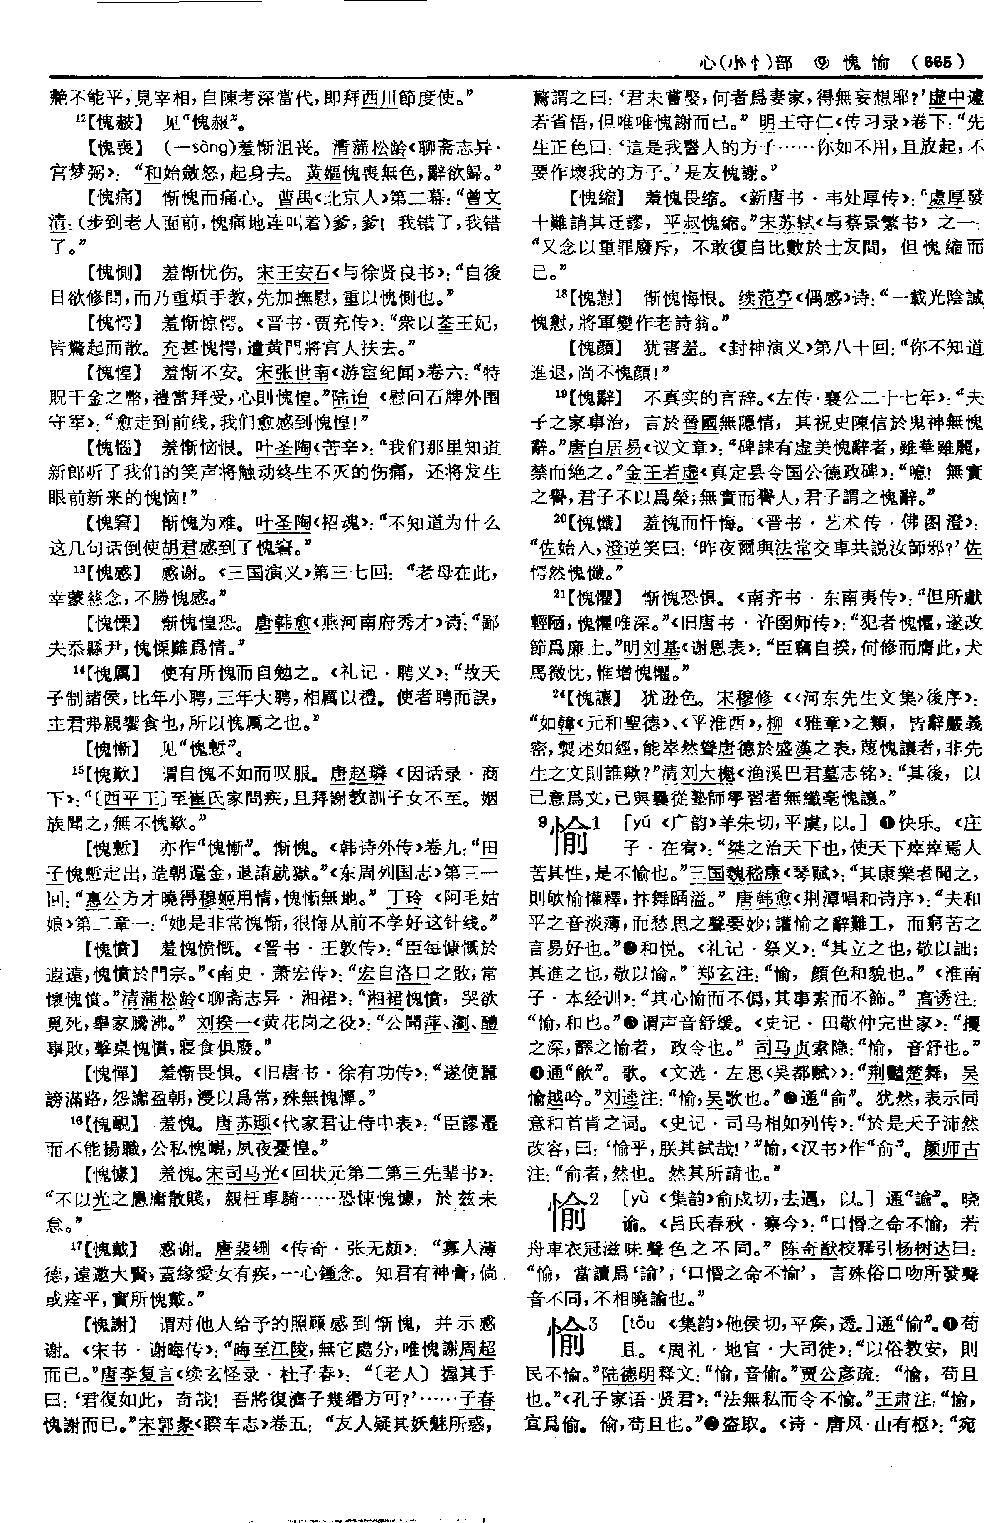 心(⺗忄)部 ⑨ 愧愉 (665)
不能平，見宰相，自陳考深當代，即拜西川節度使。”
¹²【愧赧】 见“愧赧”。
【愧喪】 (—sàng)羞惭沮丧。清蒲松龄《聊斋志异·
宫梦弼》：“和始斂怒，起身去。黄嫗愧喪無色，辭欲歸。”
【愧痛】 惭愧而痛心。曹禺《北京人》第二幕：“曾文
清：(步到老人面前，愧痛地连叫着)爹，爹！我错了，我错
了。”
【愧惻】 羞惭忧伤。宋王安石《与徐贤良书》：“自後
日欲修問，而乃重煩手教，先加撫慰，重以愧惻也。”
【愧愕】 羞惭惊愕。《晋书·贾充传》：“衆以荃王妃，
皆驚起而散。充甚愧愕，遣黄門將宫人扶去。”
【愧惶】 羞惭不安。宋张世南《游宦纪闻》卷六：“特
貺千金之幣，禮當拜受，心則愧惶。”陆诒《慰问石牌外围
守军》：“愈走到前线，我们愈感到愧惶！”
【愧恼】 羞惭恼恨。叶圣陶《苦辛》：“我们那里知道
新郎听了我们的笑声将触动终生不灭的伤痛，还将发生
眼前新来的愧恼！”
【愧窘】 惭愧为难。叶圣陶《招魂》：“不知道为什么
这几句话倒使胡君感到了愧窘。”
¹³【愧感】 感谢。《三国演义》第三七回：“老母在此，
幸蒙慈念，不勝愧感。”
【愧慄】 惭愧惶恐。唐韩愈《燕河南府秀才》诗：“鄙
夫忝縣尹，愧慄難爲情。”
¹⁴【愧厲】 使有所愧而自勉之。《礼记·聘义》：“故天
子制諸侯，比年小聘，三年大聘，相厲以禮。使者聘而誤，
主君弗親饗食也，所以愧厲之也。”
【愧慚】 见“愧慙”。
¹⁵【愧歎】 谓自愧不如而叹服。唐赵璘《因话录·商
下》：“〔西平王〕至崔氏家問疾，且拜謝教訓子女不至。姻
族聞之，無不愧歎。”
【愧慙】 亦作“愧慚”。惭愧。《韩诗外传》卷九：“田
子愧慙走出，造朝還金，退請就獄。”《东周列国志》第三一
回：“惠公方才曉得穆姬用情，愧慚無地。”丁玲《阿毛姑
娘》第二章一：“她是非常愧惭，很悔从前不学好这针线。”
【愧憤】 羞愧愤慨。《晋书·王敦传》：“臣每慷慨於
遐遠，愧憤於門宗。”《南史·萧宏传》：“宏自洛口之敗，常
懷愧憤。”清蒲松龄《聊斋志异·湘裙》：“湘裙愧憤，哭欲
覓死，舉家騰沸。”刘揆一《黄花岗之役》：“公聞萍、瀏、醴
事敗，擊桌愧憤，寢食俱廢。”
【愧憚】 羞惭畏惧。《旧唐书·徐有功传》：“遂使囂
謗滿路，怨讟盈朝，漫以爲常，殊無愧憚。”
¹⁶【愧靦】 羞愧。唐苏颋《代家君让侍中表》：“臣謬遷
而不能揚職，公私愧靦，夙夜憂惶。”
【愧懅】 羞愧。宋司马光《回状元第二第三先辈书》：
“不以光之愚庸散賤，親枉車騎……恐悚愧懅，於兹未
怠。”
¹⁷【愧戴】 感谢。唐裴铏《传奇·张无颇》：“寡人薄
德，遠邀大賢，蓋緣愛女有疾，一心鍾念。知君有神膏，倘
或痊平，實所愧戴。”
【愧謝】 谓对他人给予的照顾感到惭愧，并示感
谢。《宋书·谢晦传》：“晦至江陵，無它處分，唯愧謝周超
而已。”唐李复言《续玄怪录·杜子春》：“〔老人〕握其手
曰：‘君復如此，奇哉！吾將復濟子幾緡方可？’……子春
愧謝而已。”宋郭彖《睽车志》卷五：“友人疑其妖魅所惑，
驚謂之曰：‘君未嘗娶，何者爲妻家，得無妄想耶？’虛中遽
若省悟，但唯唯愧謝而已。”明王守仁《传习录》卷下：“先
生正色曰：‘這是我醫人的方子……你如不用，且放起，不
要作壞我的方子。’是友愧謝。”
【愧縮】 羞愧畏缩。《新唐书·韦处厚传》：“處厚發
十難誚其迂謬，平叔愧縮。”宋苏轼《与蔡景繁书》之一：
“又念以重罪廢斥，不敢復自比數於士友間，但愧縮而
已。”
¹⁸【愧懟】 惭愧悔恨。续范亭《偶感》诗：“一載光陰誠
愧懟，將軍變作老詩翁。”
【愧顏】 犹害羞。《封神演义》第八十回：“你不知道
進退，尚不愧顏！”
¹⁹【愧辭】 不真实的言辞。《左传·襄公二十七年》：“夫
子之家事治，言於晉國無隱情，其祝史陳信於鬼神無愧
辭。”唐白居易《议文章》：“碑誄有虛美愧辭者，雖華雖麗，
禁而絶之。”金王若虚《真定县令国公德政碑》：“噫！無實
之譽，君子不以爲榮；無實而譽人，君子謂之愧辭。”
²⁰【愧懺】 羞愧而忏悔。《晋书·艺术传·佛图澄》：
“佐始入，澄逆笑曰：‘昨夜爾與法常交車共説汝師邪？’佐
愕然愧懺。”
²¹【愧懼】 惭愧恐惧。《南齐书·东南夷传》：“但所獻
輕陋，愧懼唯深。”《旧唐书·许圉师传》：“犯者愧懼，遂改
節爲廉士。”明刘基《谢恩表》：“臣竊自揆，何修而膺此，犬
馬微忱，惟增愧懼。”
²⁴【愧讓】 犹逊色。宋穆修《〈河东先生文集〉後序》：
“如韓《元和聖德》、《平淮西》，柳《雅章》之類，皆辭嚴義
密，製述如經，能崒然聳唐德於盛漢之表，蔑愧讓者，非先
生之文則誰歟？”清刘大櫆《渔溪巴君墓志铭》：“其後，以
己意爲文，已與曩從塾師學習者無纖毫愧讓。”
⁹愉¹ [yú 《广韵》羊朱切，平虞，以。] ❶快乐。《庄
子·在宥》：“桀之治天下也，使天下瘁瘁焉人
苦其性，是不愉也。”三国魏嵇康《琴赋》：“其康樂者聞之，
則欨愉懽釋，抃舞踊溢。”唐韩愈《荆潭唱和诗序》：“夫和
平之音淡薄，而愁思之聲要妙；讙愉之辭難工，而窮苦之
言易好也。”❷和悦。《礼记·祭义》：“其立之也，敬以詘；
其進之也，敬以愉。”郑玄注：“愉，顔色和貌也。”《淮南
子·本经训》：“其心愉而不僞，其事素而不飾。”高诱注：
“愉，和也。”❸谓声音舒缓。《史记·田敬仲完世家》：“攫
之深，醳之愉者，政令也。”司马贞索隐：“愉，音舒也。”
❹通“歈”。歌。《文选·左思〈吴都赋〉》：“荆豔楚舞，吴
愉越吟。”刘逵注：“愉，吴歌也。”❺通“俞”。犹然，表示同
意和首肯之词。《史记·司马相如列传》：“於是天子沛然
改容，曰：‘愉乎，朕其試哉！’”愉，《汉书》作“俞”。颜师古
注：“俞者，然也。然其所請也。”
愉² [yù 《集韵》俞戍切，去遇，以。] 通“諭”。晓
谕。《吕氏春秋·察今》：“口惽之命不愉，若
舟車衣冠滋味聲色之不同。”陈奇猷校释引杨树达曰：
“愉，當讀爲‘諭’；‘口惽之命不愉’，言殊俗口吻所發聲
音不同，不相曉諭也。”
愉³ [tōu 《集韵》他侯切，平侯，透。]通“偷”。❶苟
且。《周礼·地官·大司徒》：“以俗教安，則
民不愉。”陆德明释文：“愉，音偷。”贾公彦疏：“愉，苟且
也。”《孔子家语·贤君》：“法無私而令不愉。”王肃注：“愉，
宜爲偷。偷，苟且也。”❷盗取。《诗·唐风·山有枢》：“宛